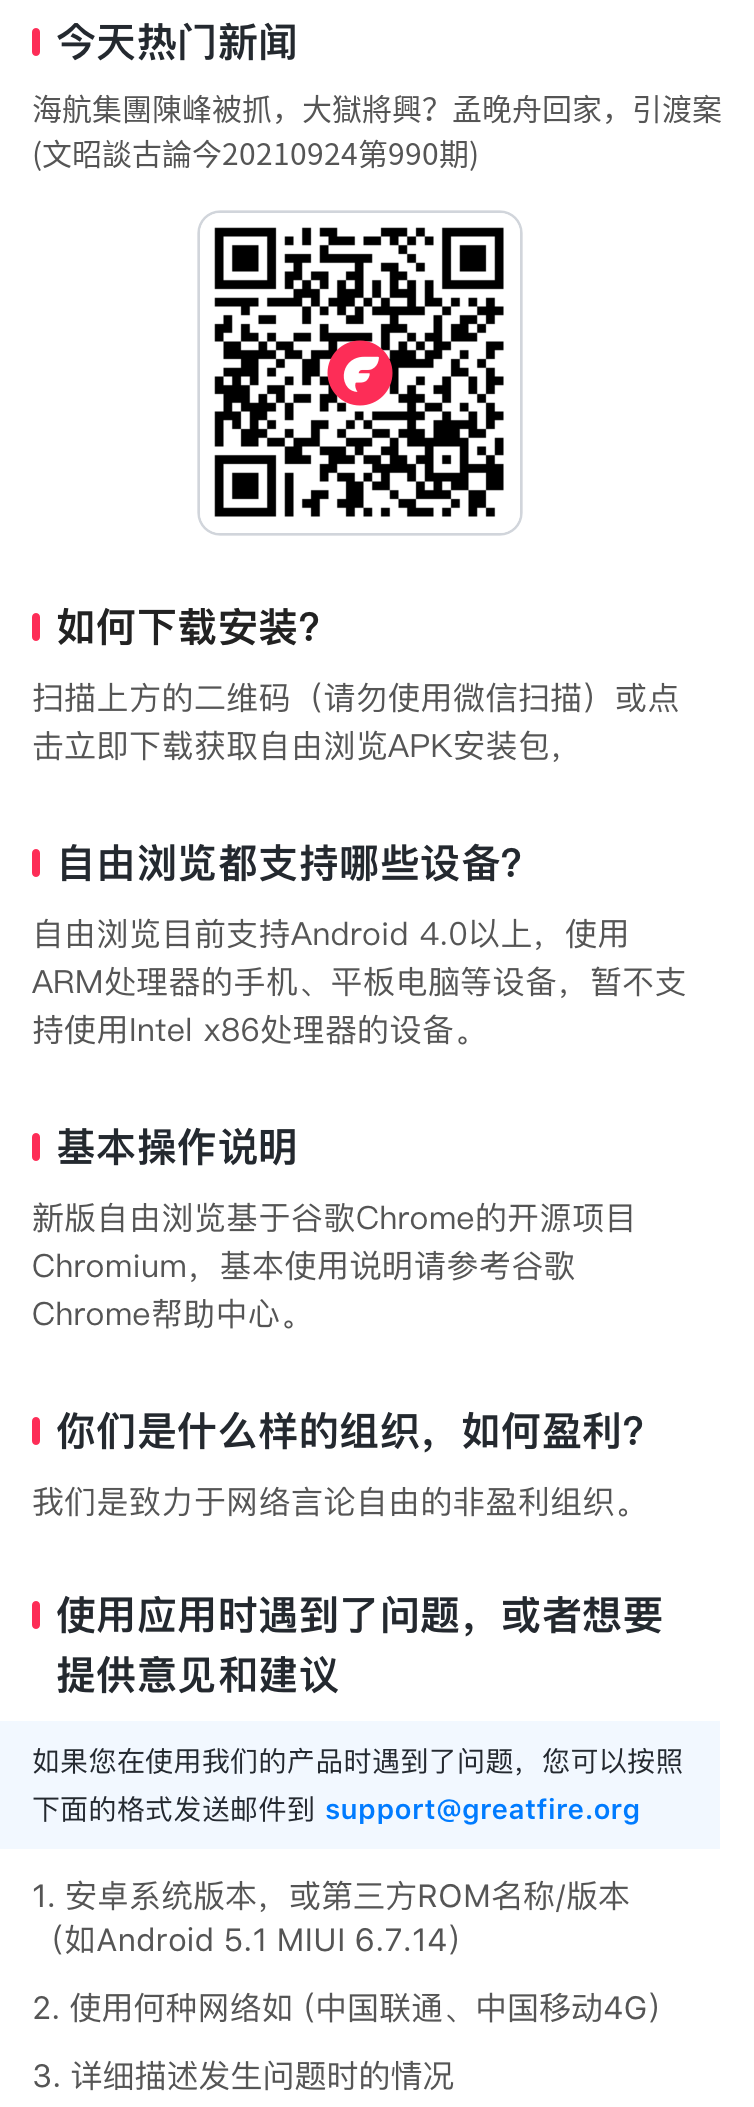 今天热门新闻
海航集團陳峰被抓，大獄將興？孟晚舟回家，引渡案
(文昭談古論今20210924第990期)
如何下载安装?
扫描上方的二维码（请勿使用微信扫描）或点
击立即下载获取自由浏览APK安装包，
自由浏览都支持哪些设备?
自由浏览目前支持Android 4.0以上，使用
ARM处理器的手机、平板电脑等设备，暂不支
持使用Intel x86处理器的设备。
基本操作说明
新版自由浏览基于谷歌Chrome的开源项目
Chromium，基本使用说明请参考谷歌
Chrome帮助中心。
你们是什么样的组织，如何盈利?
我们是致力于网络言论自由的非盈利组织。
使用应用时遇到了问题，或者想要
提供意见和建议
如果您在使用我们的产品时遇到了问题，您可以按照
下面的格式发送邮件到 support@greatfire.org
1. 安卓系统版本，或第三方ROM名称/版本
（如Android 5.1 MIUI 6.7.14）
2. 使用何种网络如 (中国联通、中国移动4G）
3. 详细描述发生问题时的情况